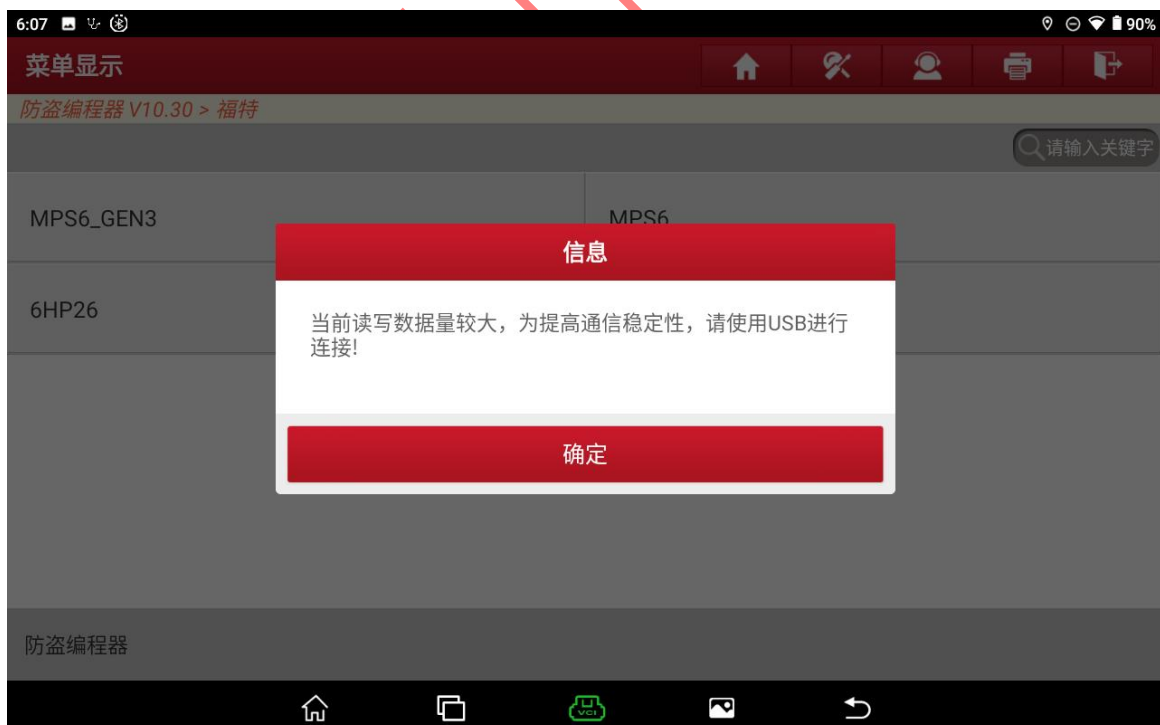 6:07
90%
菜单显示
防盗编程器 V10.30 > 福特
请输入关键字
MPS6_GEN3
MPS6
6HP26
信息
当前读写数据量较大，为提高通信稳定性，请使用USB进行
连接!
确定
防盗编程器
VCI